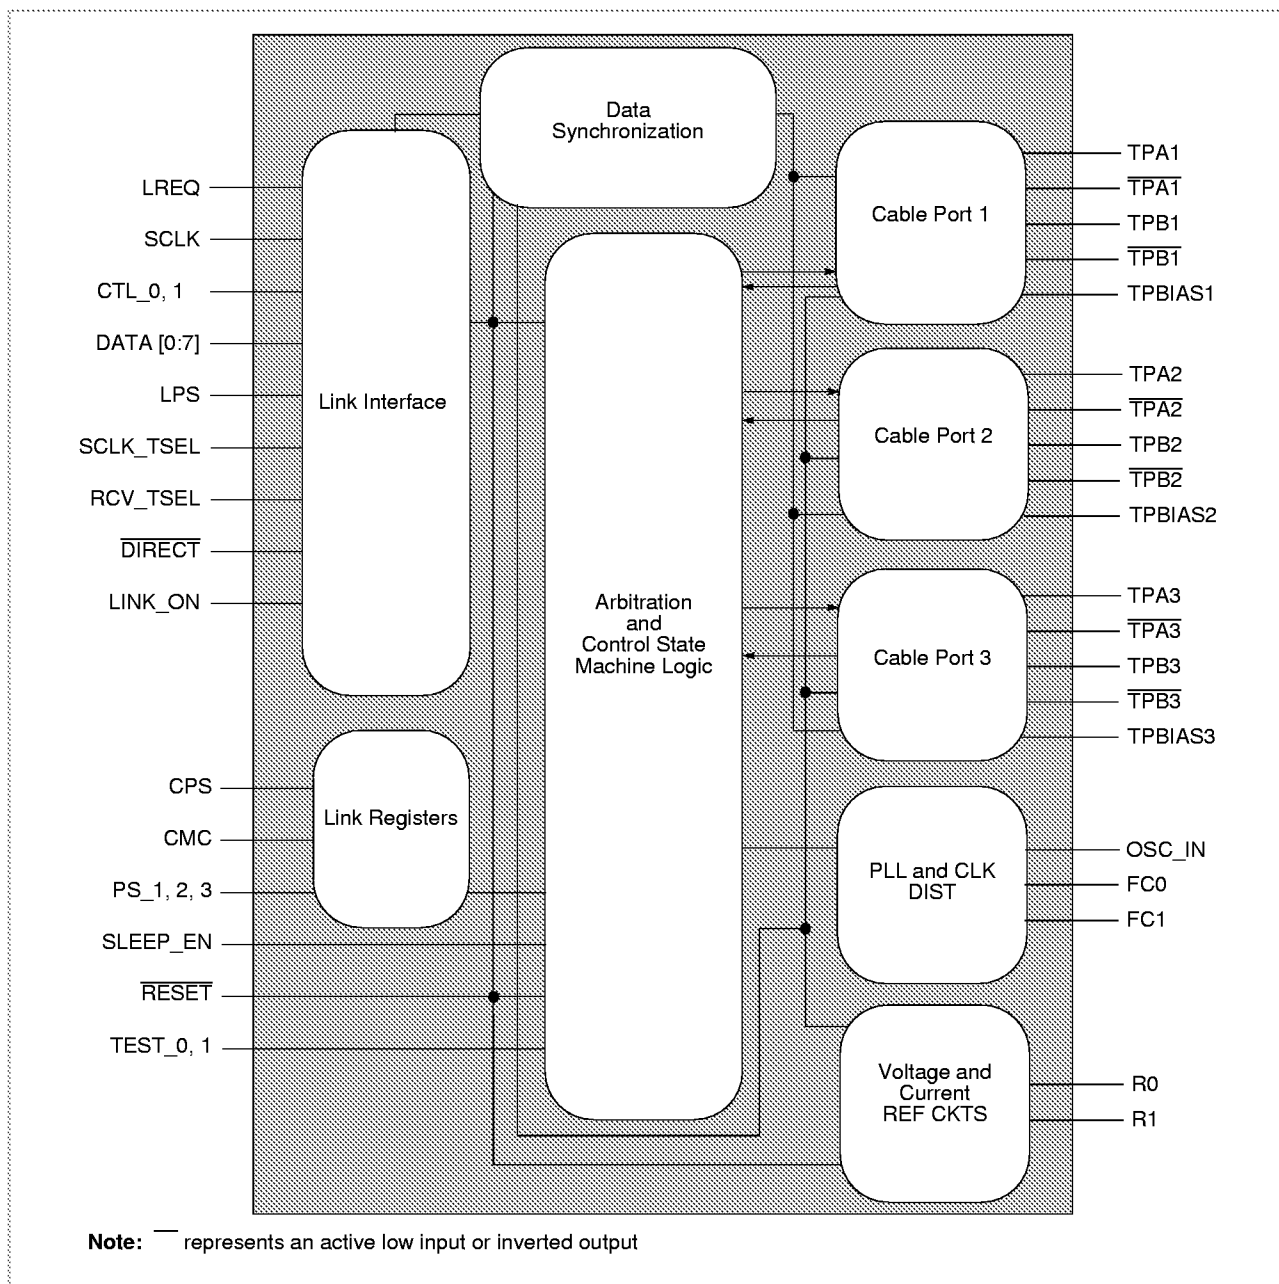 Data
Synchronization
LREQ
SCLK
CTL_0, 1
DATA [0:7]
LPS
SCLK_TSEL
RCV_TSEL
DIRECT
LINK_ON
Link Interface
CPS
CMC
PS_1, 2, 3
SLEEP_EN
RESET
TEST_0, 1
Link Registers
Arbitration
and
Control State
Machine Logic
Cable Port 1
TPA1
TPA1
TPB1
TPB1
TPBIAS1
Cable Port 2
TPA2
TPA2
TPB2
TPB2
TPBIAS2
Cable Port 3
TPA3
TPA3
TPB3
TPB3
TPBIAS3
PLL and CLK
DIST
OSC_IN
FC0
FC1
Voltage and
Current
REF CKTS
R0
R1
Note: represents an active low input or inverted output